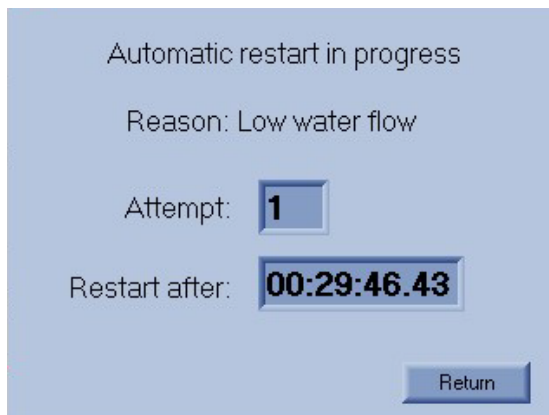 Automatic restart in progress
Reason: Low water flow
Attempt: 1
Restart after: 00:29:46.43
Return